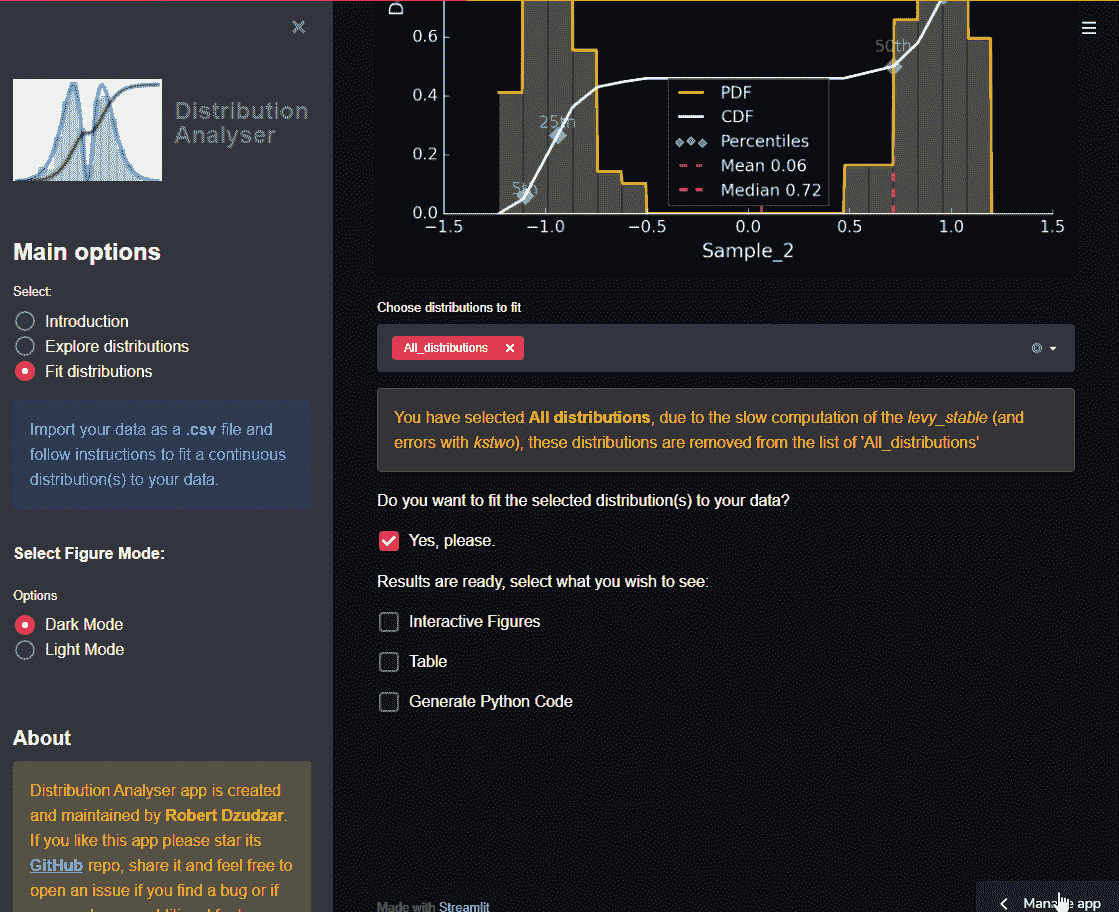 Distribution
Analyser
Main options
Select:
Introduction
Explore distributions
Fit distributions
Import your data as a .csv file and
follow instructions to fit a continuous
distribution(s) to your data.
Select Figure Mode:
Options
Dark Mode
Light Mode
About
Distribution Analyser app is created
and maintained by Robert Dzudzar.
If you like this app please star its
GitHub repo, share it and feel free to
open an issue if you find a bug or if
D
0.6
0.4
0.2
0.0
50th
25th
5th
PDF
CDF
Percentiles
Mean 0.06
Median 0.72
−1.5 −1.0 −0.5 0.0 0.5 1.0 1.5
Sample_2
Choose distributions to fit
All_distributions
You have selected All distributions, due to the slow computation of the levy_stable (and
errors with kstwo), these distributions are removed from the list of 'All_distributions'
Do you want to fit the selected distribution(s) to your data?
Yes, please.
Results are ready, select what you wish to see:
Interactive Figures
Table
Generate Python Code
Made with Streamlit
Manage app